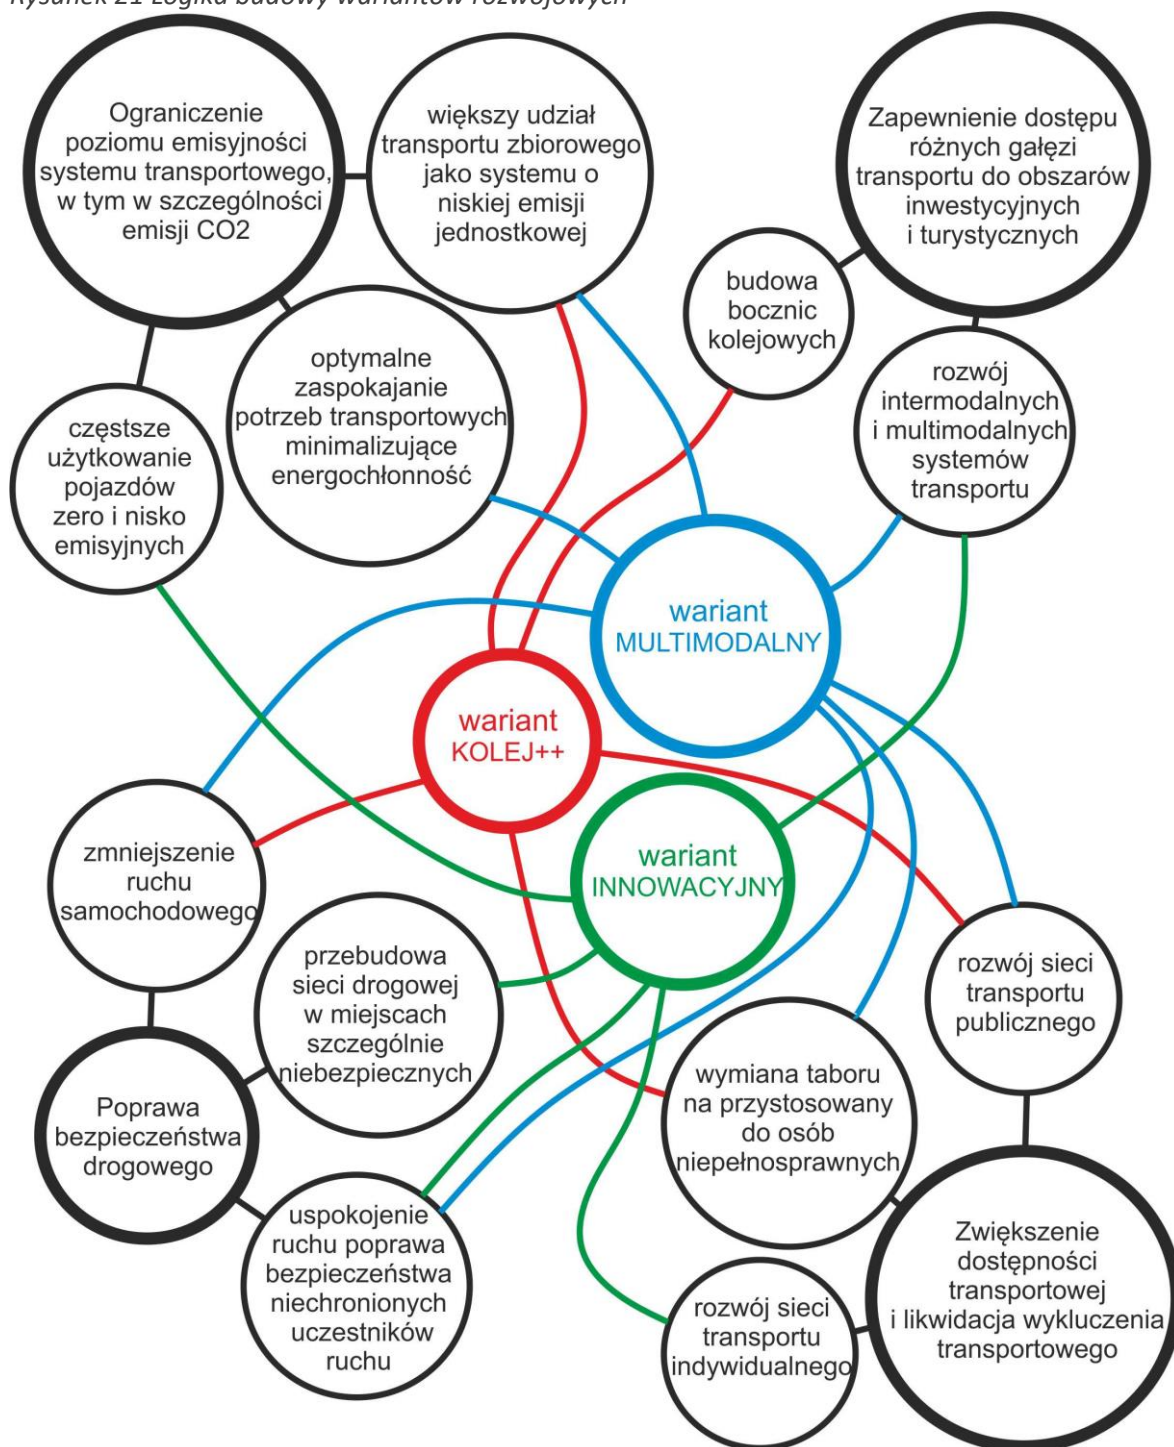 Rysunek 21 Logika budowy wariantów rozwojowych
Ograniczenie
poziomu emisyjności
systemu transportowego,
w tym w szczególności
emisji CO2
większy udział
transportu zbiorowego
jako systemu o
niskiej emisji
jednostkowej
Zapewnienie dostępu
różnych gałęzi
transportu do obszarów
inwestycyjnych
i turystycznych
budowa
bocznic
kolejowych
optymalne
zaspokajanie
potrzeb transportowych
minimalizujące
energochłonność
rozwój
intermodalnych
i multimodalnych
systemów
transportu
częstsze
użytkowanie
pojazdów
zero i nisko
emisyjnych
wariant
MULTIMODALNY
wariant
KOLEJ++
wariant
INNOWACYJNY
zmniejszenie
ruchu
samochodowego
przebudowa
sieci drogowej
w miejscach
szczególnie
niebezpiecznych
rozwój sieci
transportu
publicznego
wymiana taboru
na przystosowany
do osób
niepełnosprawnych
Poprawa
bezpieczeństwa
drogowego
uspokojenie
ruchu poprawa
bezpieczeństwa
niechronionych
uczestników
ruchu
Zwiększenie
dostępności
transportowej
i likwidacja wykluczenia
transportowego
rozwój sieci
transportu
indywidualnego